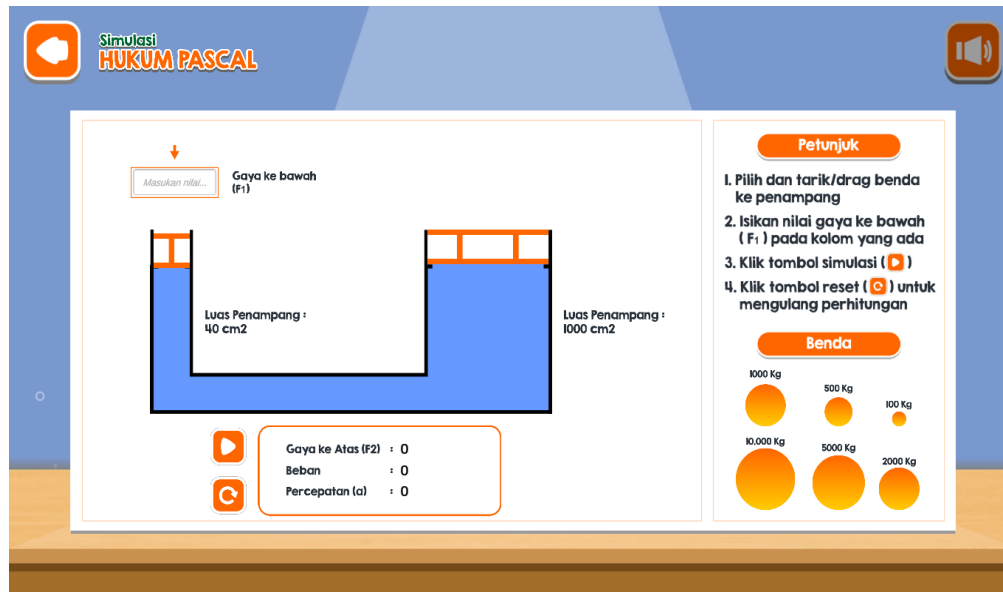 Simulasi
HUKUM PASCAL
Masukan nilai...
Gaya ke bawah
(F1)
Luas Penampang :
40 cm2
Luas Penampang :
1000 cm2
Gaya ke Atas (F2) : 0
Beban : 0
Percepatan (a) : 0
Petunjuk
1. Pilih dan tarik/drag benda
ke penampang
2. Isikan nilai gaya ke bawah
( F1 ) pada kolom yang ada
3. Klik tombol simulasi ( )
4. Klik tombol reset ( ) untuk
mengulang perhitungan
Benda
1000 Kg
500 Kg
100 Kg
10.000 Kg
5000 Kg
2000 Kg